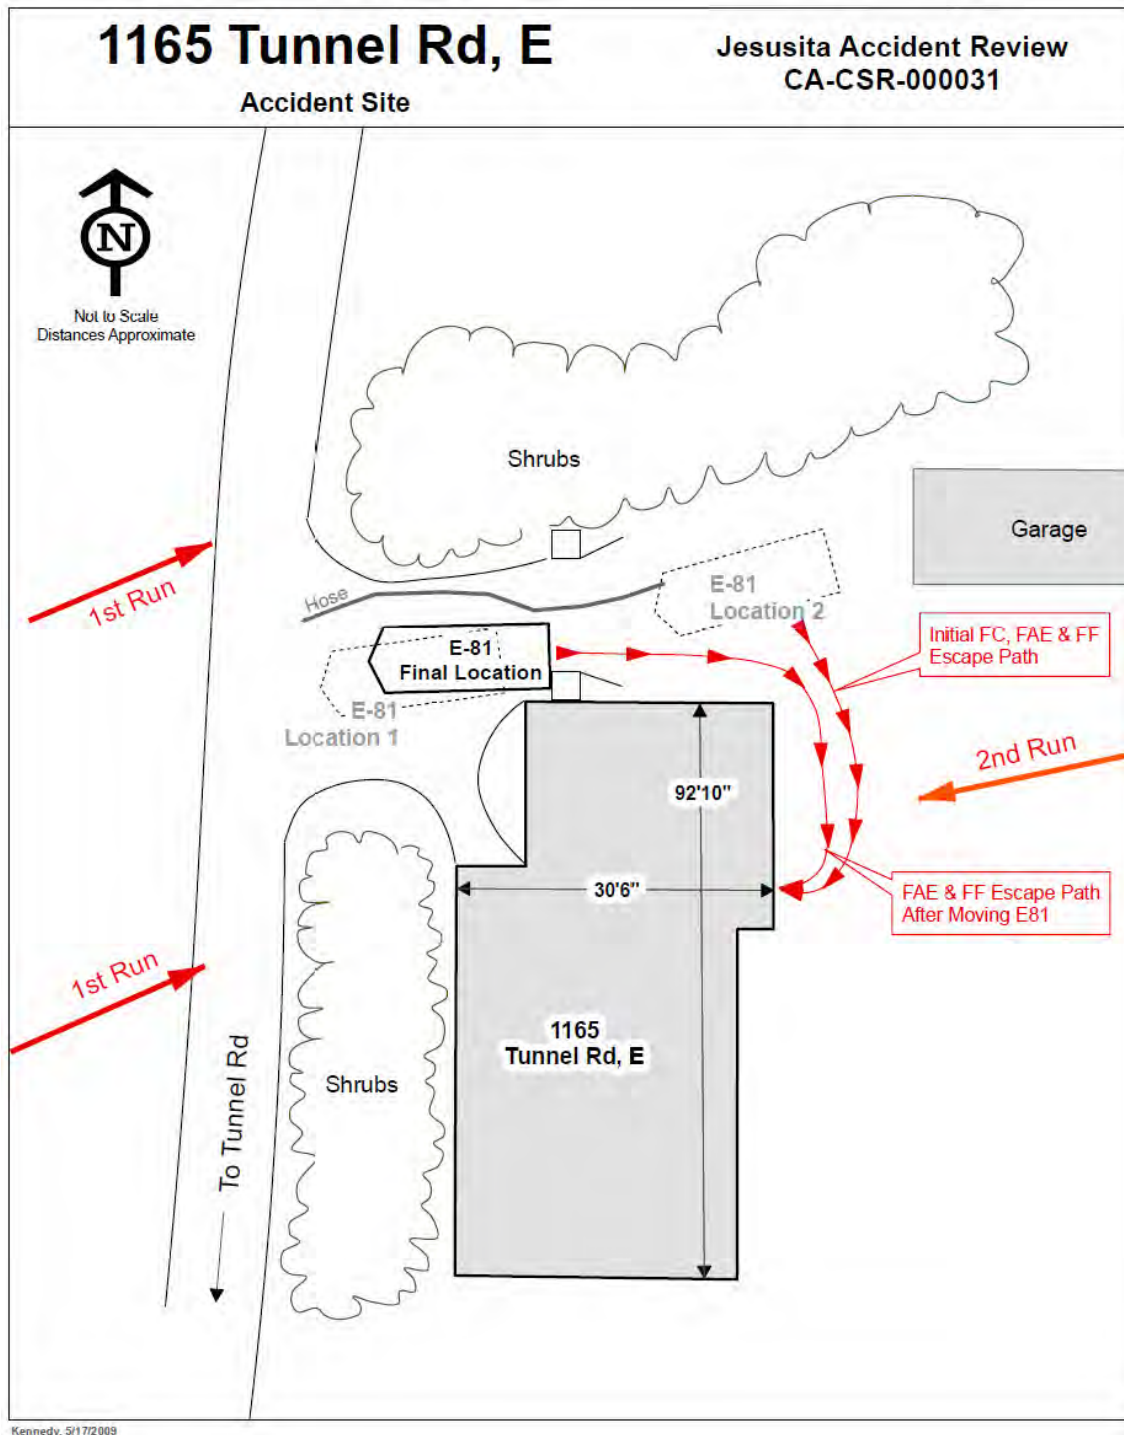 1165 Tunnel Rd, E
Accident Site
Jesusita Accident Review
CA-CSR-000031
N
Not to Scale
Distances Approximate
Shrubs
Garage
1st Run
Hose
E-81
Location 2
Initial FC, FAE & FF
Escape Path
E-81
Final Location
E-81
Location 1
2nd Run
92'10"
30'6"
FAE & FF Escape Path
After Moving E81
1st Run
1165
Tunnel Rd, E
Shrubs
To Tunnel Rd
Kennedy, 5/17/2009